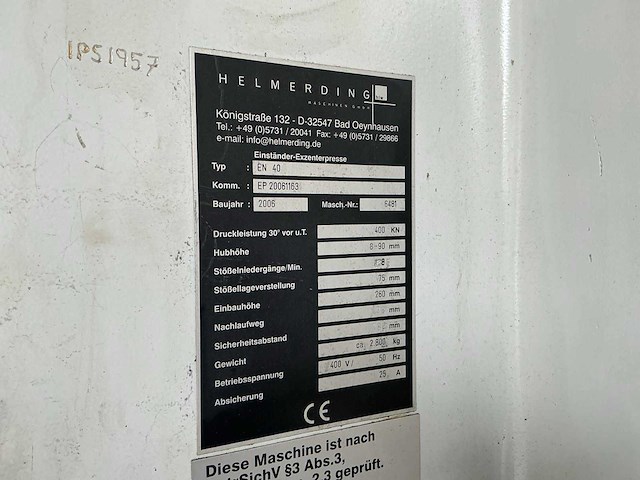 IPS1957
HELMERDING
MASCHINEN GMBH
Königstraße 132 - D-32547 Bad Oeynhausen
Tel.: +49 (0)5731 / 20041 Fax: +49 (0)5731 / 29866
e-mail: info@helmerding.de
Einständer-Exzenterpresse
Typ : EN 40
Komm. : EP 20061163
Baujahr : 2006 Masch.-Nr.: 6481
Druckleistung 30° vor u.T. 400 KN
Hubhöhe 8-90 mm
Stößelniedergänge/Min.
Stößellageverstellung 75 mm
Einbauhöhe 260 mm
Nachlaufweg mm
Sicherheitsabstand mm
Gewicht ca. 2.800 kg
Betriebsspannung 400 V/ 50 Hz
Absicherung 25 A
CE
Diese Maschine ist nach
SichV §3 Abs.3,
2.3 geprüft.